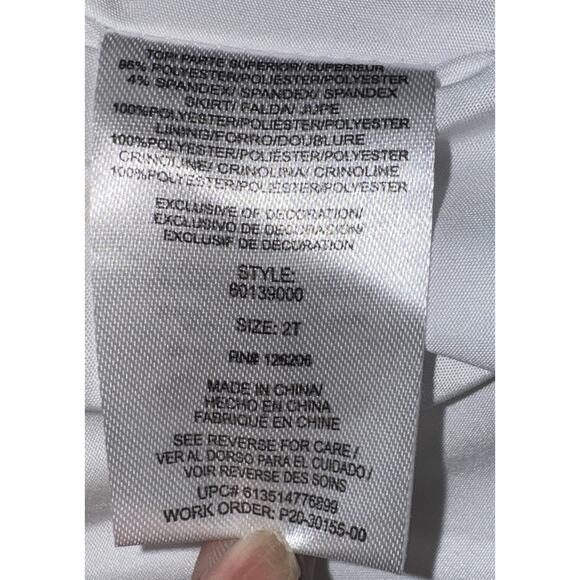 TOP/ PARTE SUPERIOR/ SUPERIEUR
96% POLYESTER/POLIESTER/POLYESTER
4% SPANDEX/ SPANDEX/ SPANDEX
SKIRT/ FALDA/ JUPE
100%POLYESTER/POLIESTER/POLYESTER
LINING/FORRO/DOUBLURE
100%POLYESTER/POLIESTER/POLYESTER
CRINOLINE/ CRINOLINA/ CRINOLINE
100%POLYESTER/POLIESTER/POLYESTER
EXCLUSIVE OF DECORATION/
EXCLUSIVO DE DECORACION/
EXCLUSIF DE DÉCORATION
STYLE:
60139000
SIZE: 2T
RN# 126206
MADE IN CHINA/
HECHO EN CHINA
FABRIQUE EN CHINE
SEE REVERSE FOR CARE /
VER AL DORSO PARA EL CUIDADO/
VOIR REVERSE DES SOINS
UPC# 613514776899
WORK ORDER: P20-30155-00